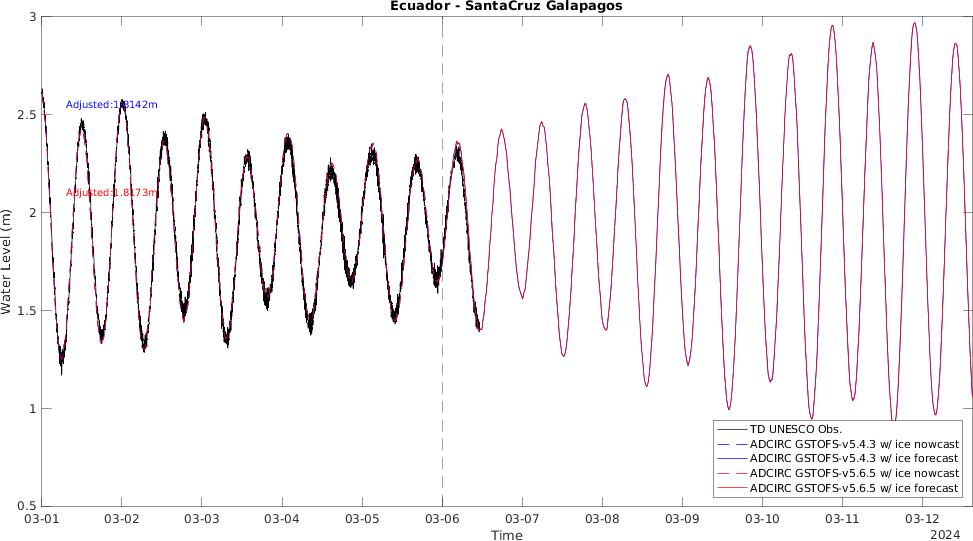 Ecuador - SantaCruz Galapagos
3
2.5
2
1.5
1
0.5
Water Level (m)
Adjusted:1.8142m
Adjusted:1.8173m
TD UNESCO Obs.
ADCIRC GSTOFS-v5.4.3 w/ ice nowcast
ADCIRC GSTOFS-v5.4.3 w/ ice forecast
ADCIRC GSTOFS-v5.6.5 w/ ice nowcast
ADCIRC GSTOFS-v5.6.5 w/ ice forecast
03-01 03-02 03-03 03-04 03-05 03-06 03-07 03-08 03-09 03-10 03-11 03-12
Time
2024